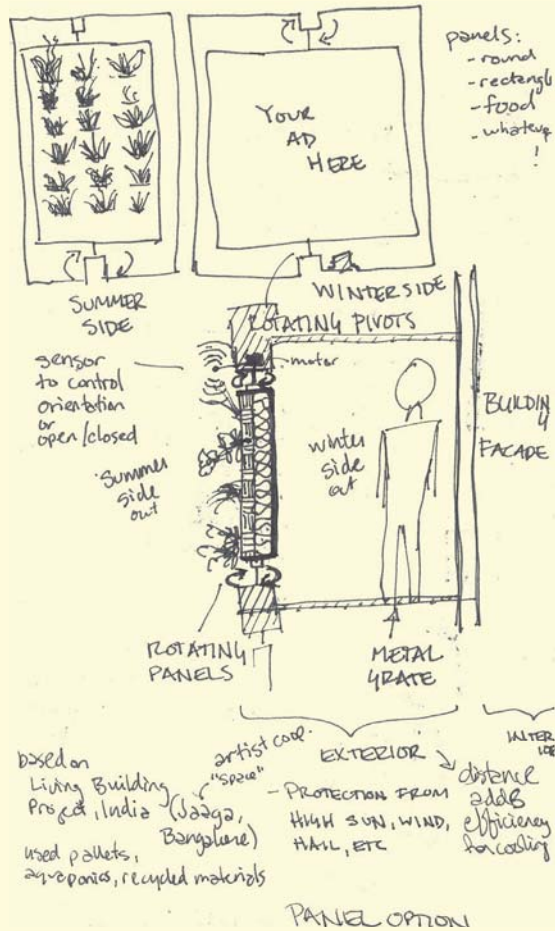 panels:
- round
- rectangle
- food
- whatever
!
YOUR
AD
HERE
SUMMER
SIDE
WINTER SIDE
ROTATING PIVOTS
motor
sensor
to control
orientation
or
open/closed
Summer
side
out
winter
side
out
BUILDING
FACADE
ROTATING
PANELS
METAL
GRATE
EXTERIOR
artist coop.
"space"
based on
Living Building
Project, India (Jaaga,
Bangalore)
used pallets,
aquaponics, recycled materials
- PROTECTION FROM
HIGH SUN, WIND,
HAIL, ETC
distance
adds
efficiency
for cooling
PANEL OPTION